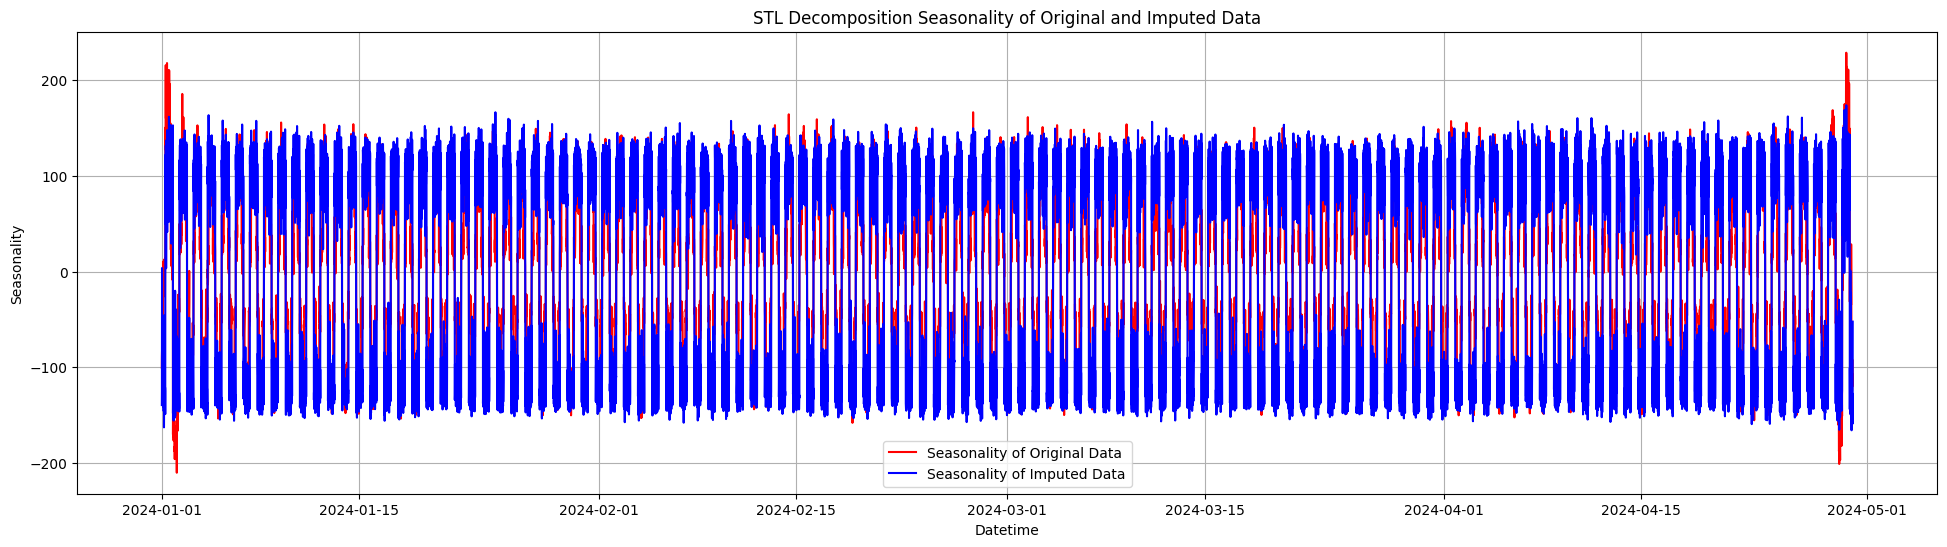 STL Decomposition Seasonality of Original and Imputed Data
Seasonality
200
100
0
−100
−200
Seasonality of Original Data
Seasonality of Imputed Data
2024-01-01 2024-01-15 2024-02-01 2024-02-15 2024-03-01 2024-03-15 2024-04-01 2024-04-15 2024-05-01
Datetime